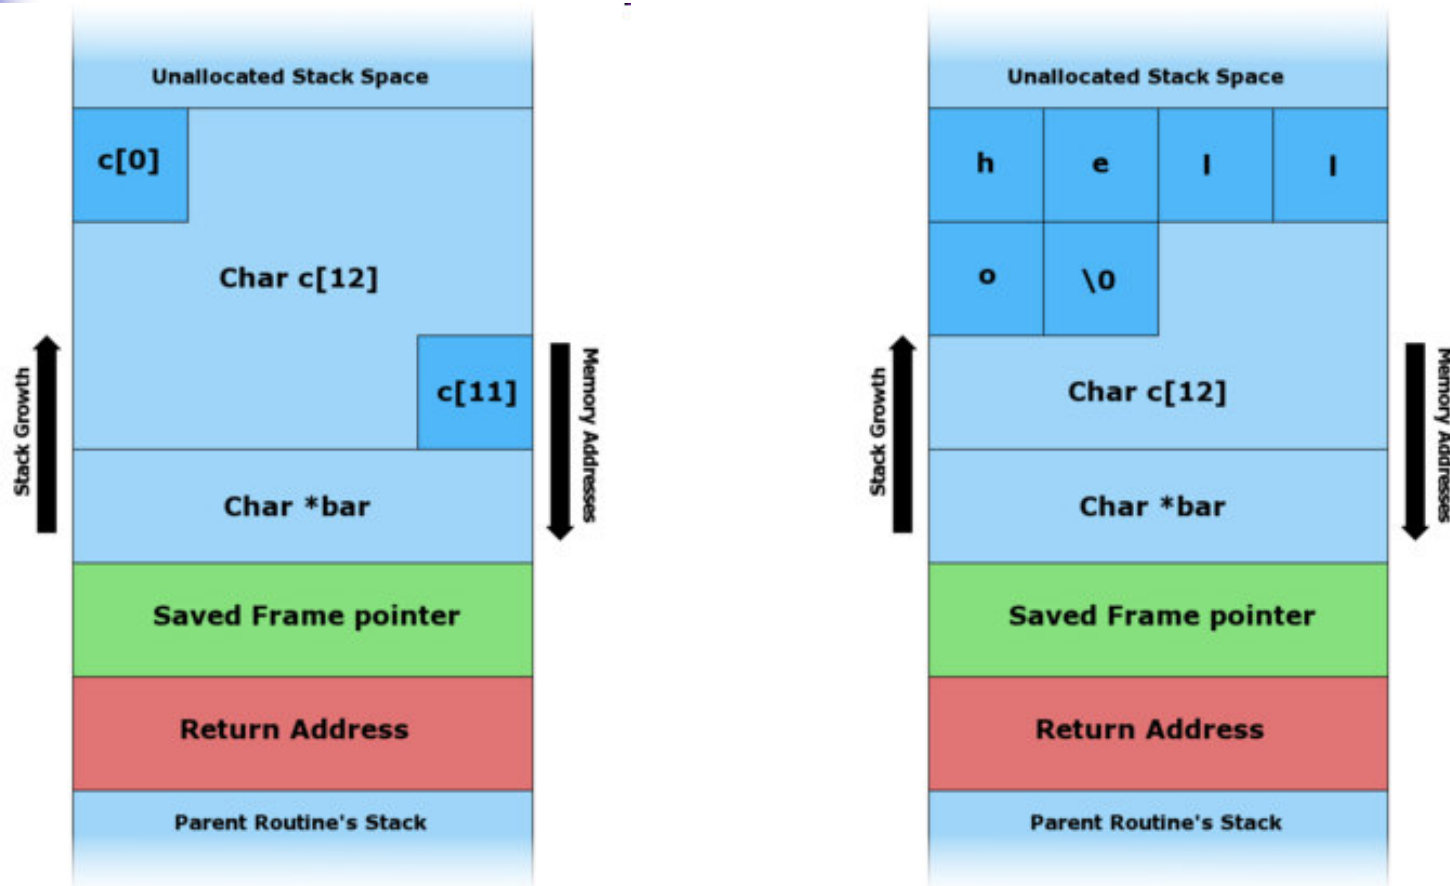 Unallocated Stack Space
c[0]
Char c[12]
c[11]
Char *bar
Saved Frame pointer
Return Address
Parent Routine's Stack
Stack Growth
Memory Addresses
Unallocated Stack Space
h e l l
o \0
Char c[12]
Char *bar
Saved Frame pointer
Return Address
Parent Routine's Stack
Stack Growth
Memory Addresses